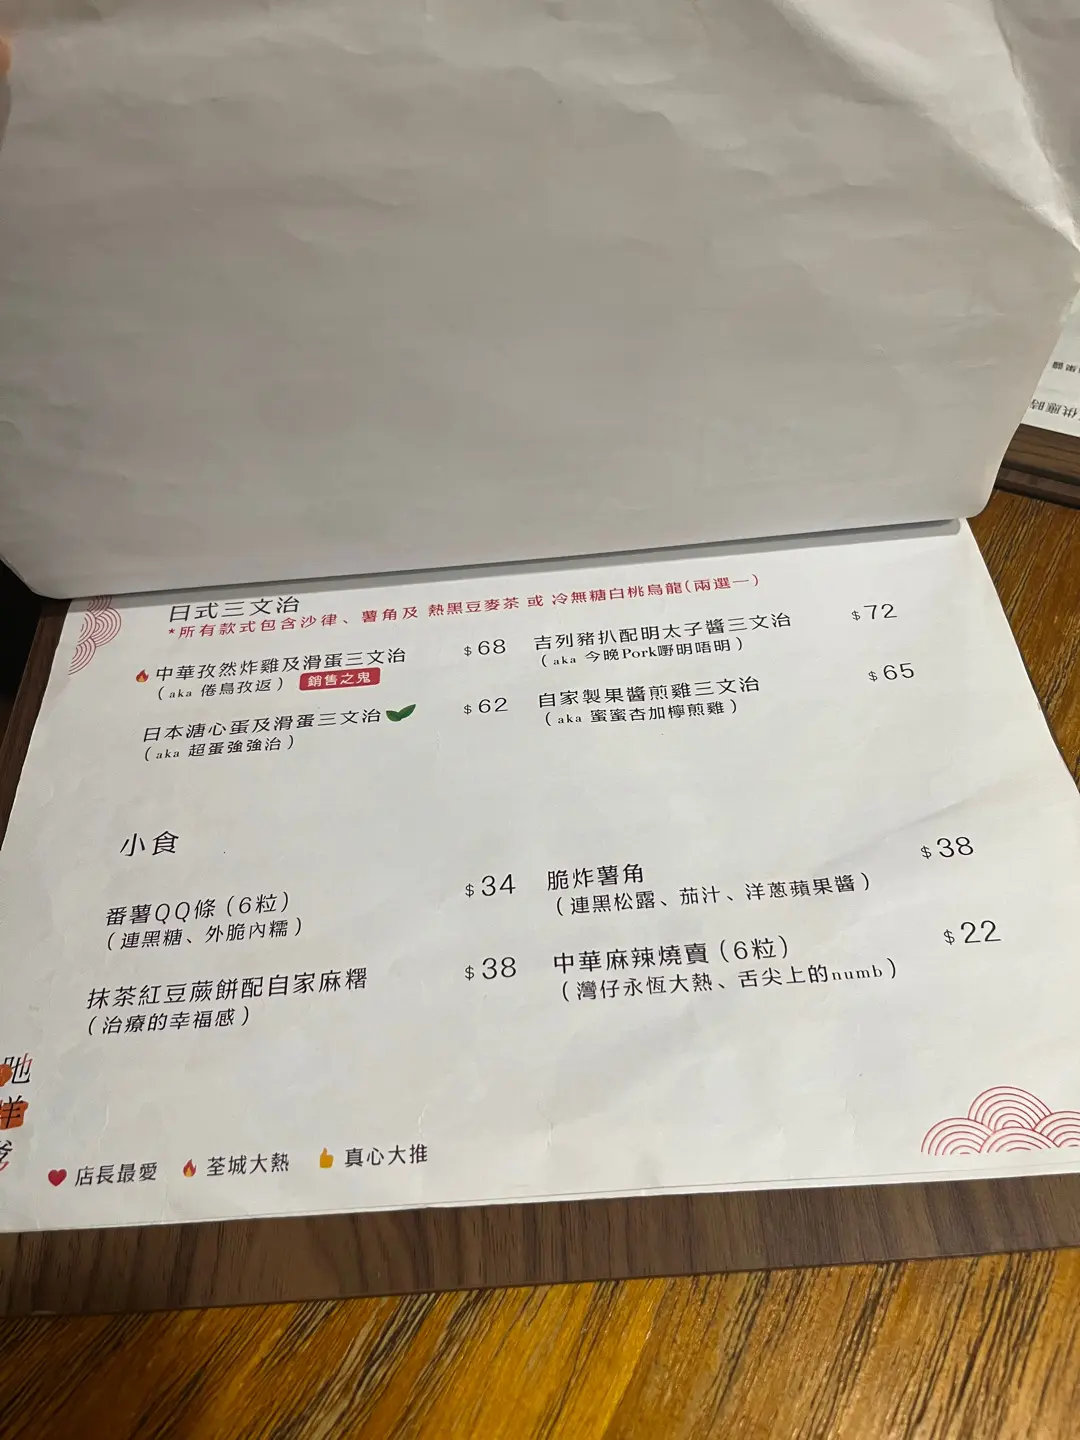 日式三文治
*所有款式包含沙律、薯角及 熱黑豆麥茶 或 冷無糖白桃烏龍(兩選一)
中華孜然炸雞及滑蛋三文治 $68
(aka 倦鳥孜返) 銷售之鬼
日本溏心蛋及滑蛋三文治 $62
(aka 超蛋強強治)
吉列豬扒配明太子醬三文治 $72
(aka 今晚Pork嘢明唔明)
自家製果醬煎雞三文治 $65
(aka 蜜蜜杏加檸煎雞)
小食
番薯QQ條(6粒) $34
(連黑糖、外脆內糯)
抹茶紅豆蕨餅配自家麻糬 $38
(治療的幸福感)
脆炸薯角 $38
(連黑松露、茄汁、洋蔥蘋果醬)
中華麻辣燒賣(6粒) $22
(灣仔永恆大熱、舌尖上的numb)
店長最愛 荃城大熱 真心大推